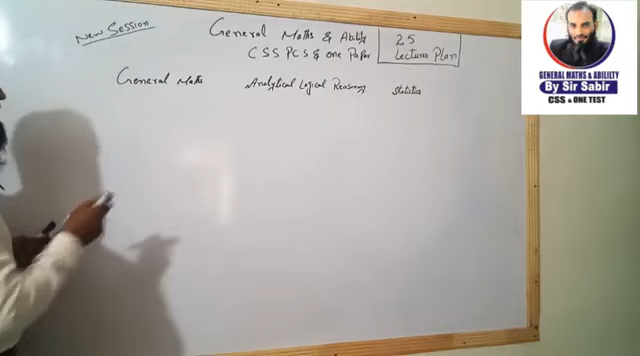 New Session
General Maths & Ability
CSS PCS & One Paper
25
Lectures Plan
General Maths
Analytical Logical Reasoning
Statistics
GENERAL MATHS & ABILILTY
By Sir Sabir
CSS & ONE TEST